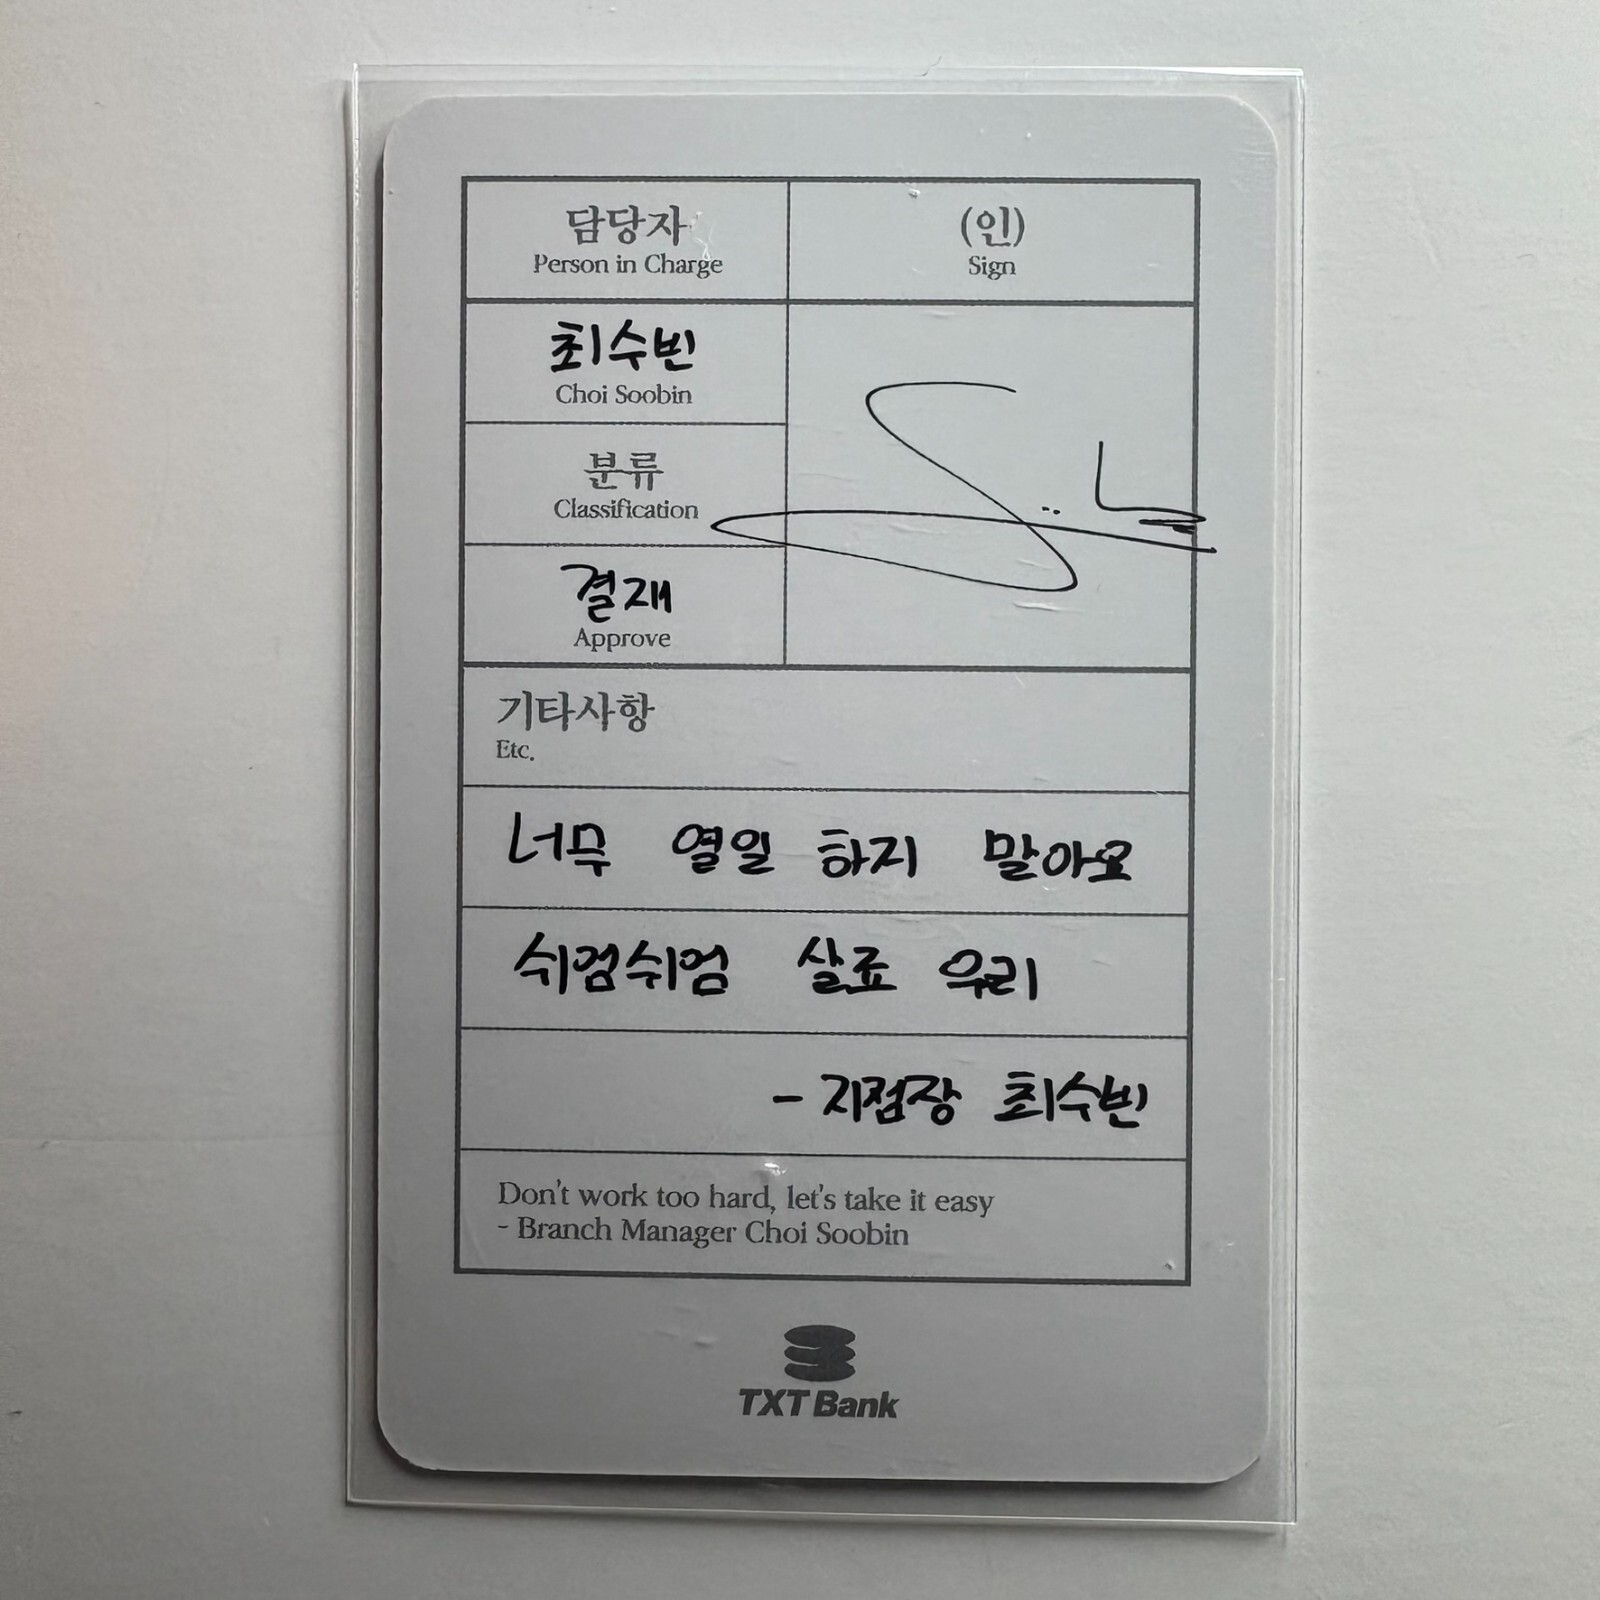 담당자
Person in Charge
(인)
Sign
최수빈
Choi Soobin
분류
Classification
결재
Approve
기타사항
Etc.
너무 열일 하지 말아요
쉬엄쉬엄 살죠 우리
- 지점장 최수빈
Don't work too hard, let's take it easy
- Branch Manager Choi Soobin
TXT Bank